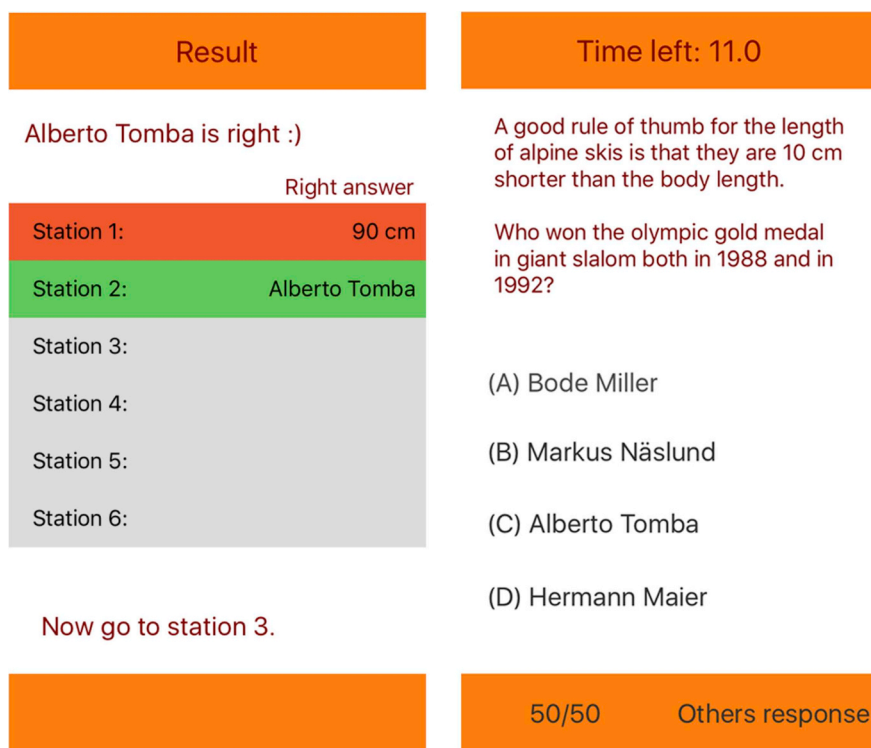 Result
Alberto Tomba is right :)
Right answer
Station 1: 90 cm
Station 2: Alberto Tomba
Station 3:
Station 4:
Station 5:
Station 6:
Now go to station 3.
Time left: 11.0
A good rule of thumb for the length
of alpine skis is that they are 10 cm
shorter than the body length.
Who won the olympic gold medal
in giant slalom both in 1988 and in
1992?
(A) Bode Miller
(B) Markus Näslund
(C) Alberto Tomba
(D) Hermann Maier
50/50 Others response